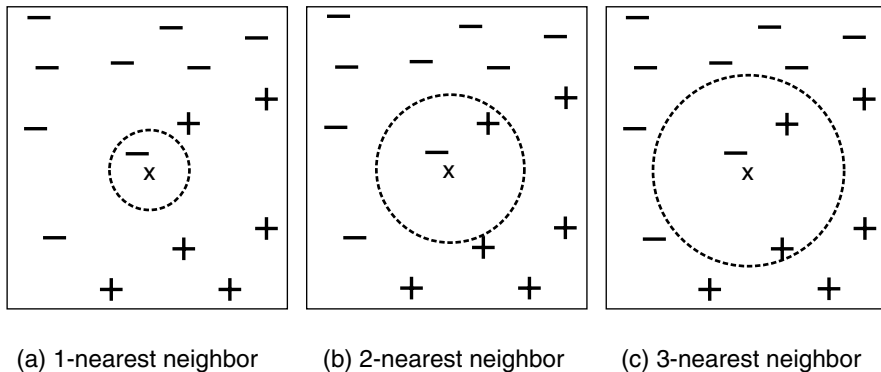 x
x
x
(a) 1-nearest neighbor
(b) 2-nearest neighbor
(c) 3-nearest neighbor